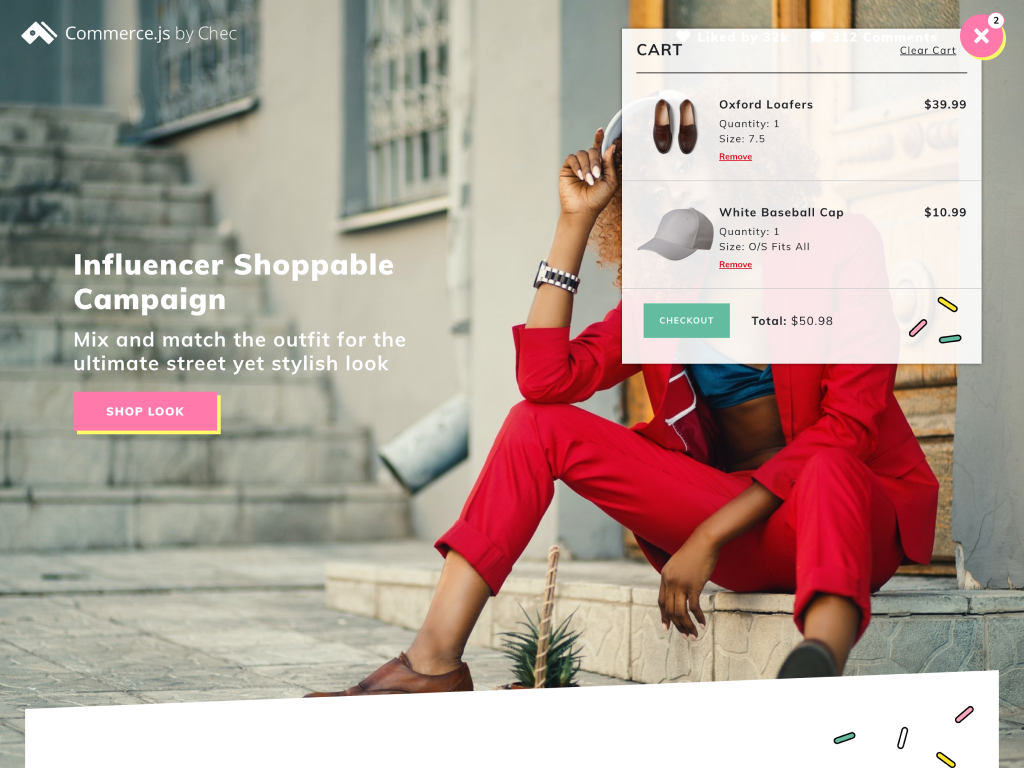 Commerce.js by Chec
Liked by 32k
312 Comments
2
CART
Clear Cart
Oxford Loafers
$39.99
Quantity: 1
Size: 7.5
Remove
White Baseball Cap
$10.99
Quantity: 1
Size: O/S Fits All
Remove
CHECKOUT
Total: $50.98
Influencer Shoppable
Campaign
Mix and match the outfit for the
ultimate street yet stylish look
SHOP LOOK